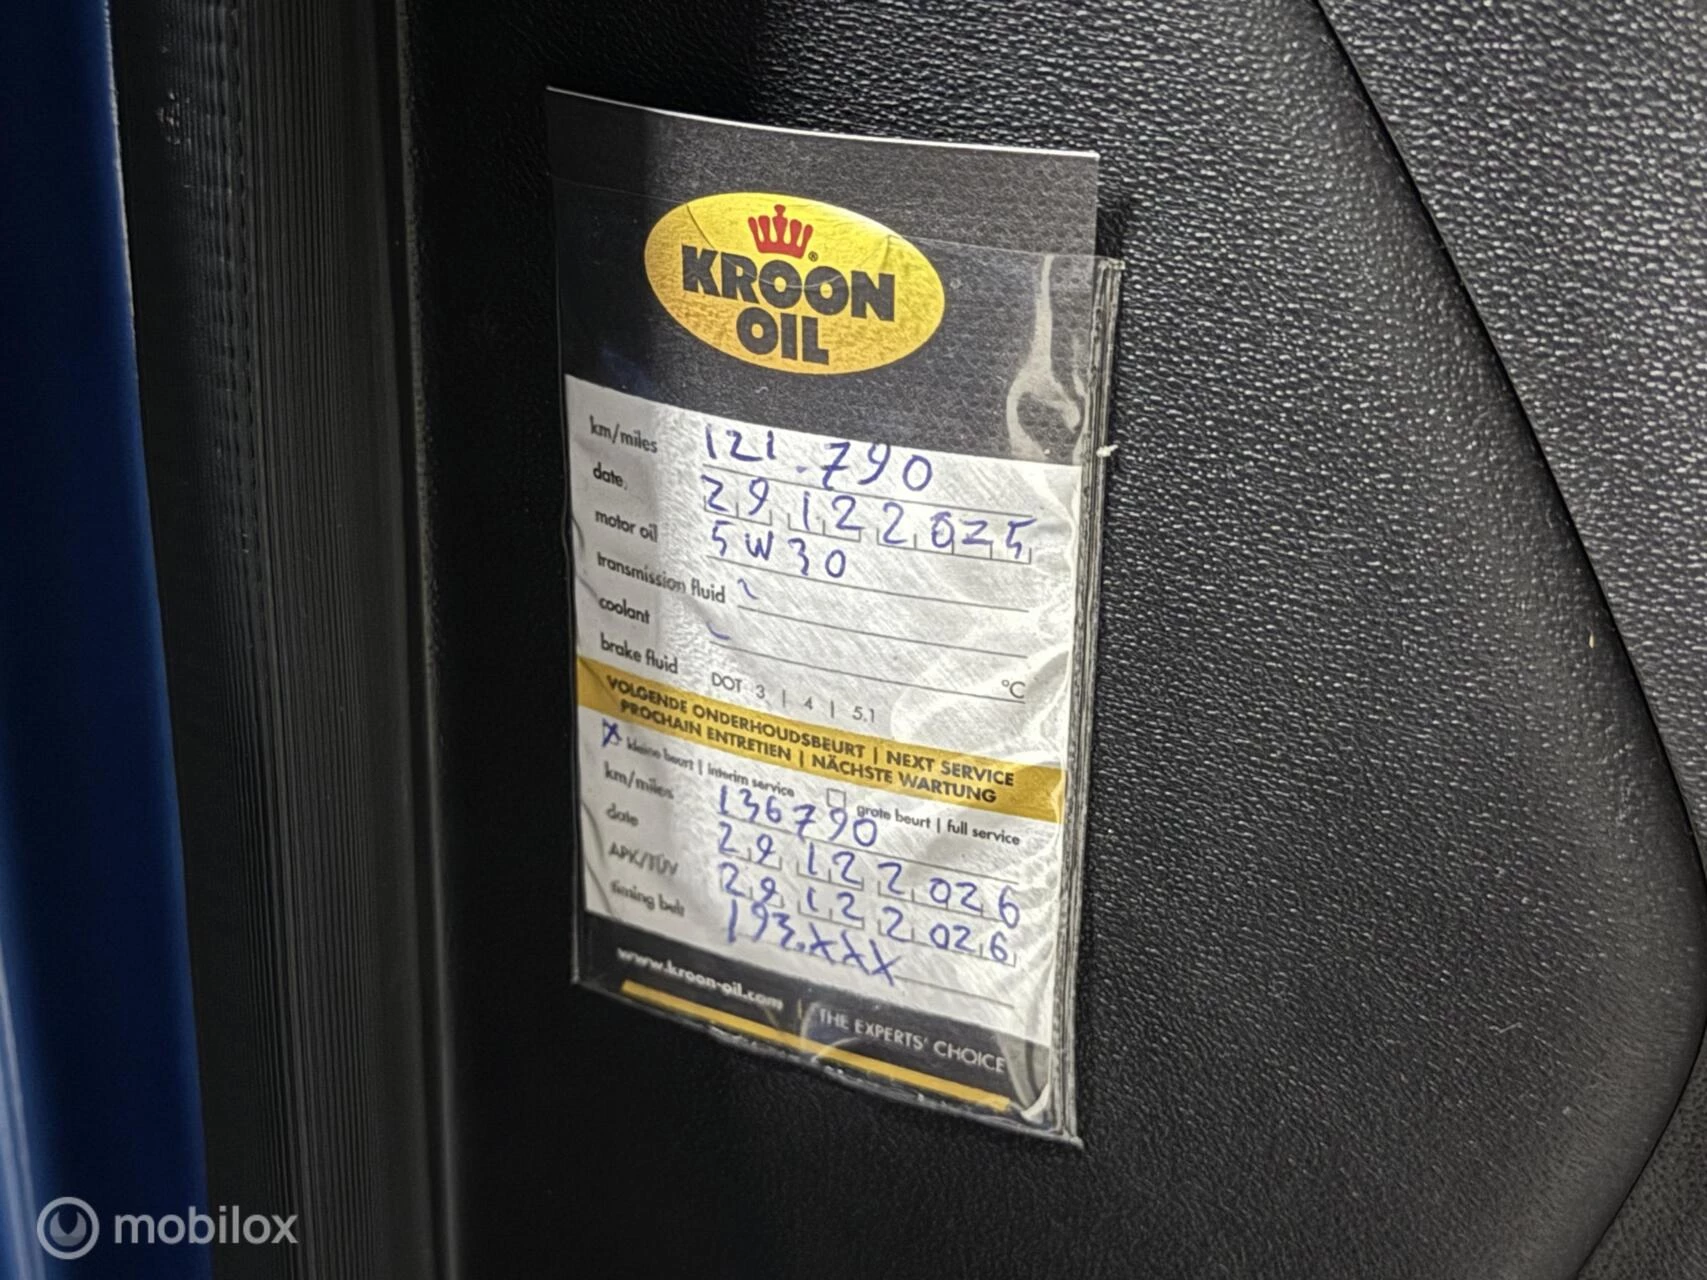 KROON
OIL
km/miles 121.790
date 29 12 2025
motor oil 5W30
transmission fluid ~
coolant ~ °C
brake fluid DOT 3 | 4 | 5.1
VOLGENDE ONDERHOUDSBEURT | NEXT SERVICE
PROCHAIN ENTRETIEN | NÄCHSTE WARTUNG
X kleine beurt | interim service grote beurt | full service
km/miles 136790
date 29 12 2026
APK/TÜV 29 12 2026
timing belt 193.XXX
www.kroon-oil.com | THE EXPERTS' CHOICE
mobilox